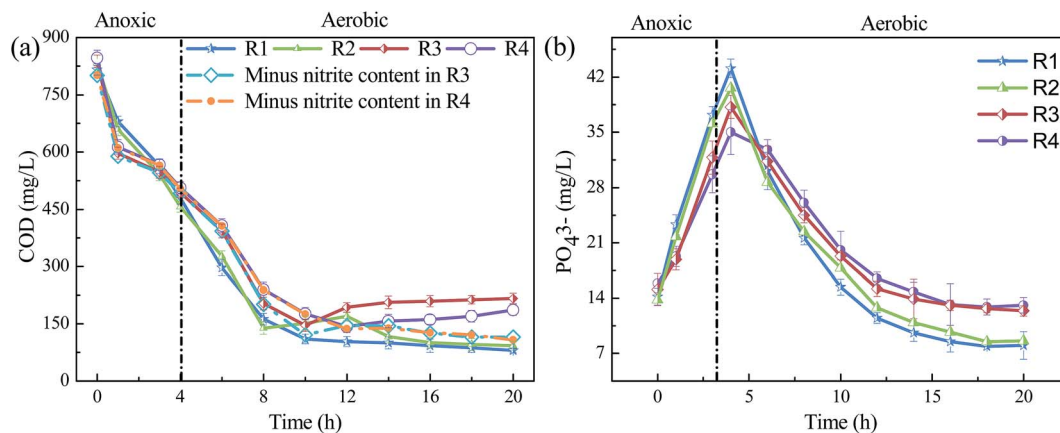 Anoxic
Aerobic
(a)
R1
R2
R3
R4
Minus nitrite content in R3
Minus nitrite content in R4
900
750
600
450
300
150
0
COD (mg/L)
0 4 8 12 16 20
Time (h)
Anoxic
Aerobic
(b)
R1
R2
R3
R4
42
35
28
21
14
7
PO₄3- (mg/L)
0 5 10 15 20
Time (h)